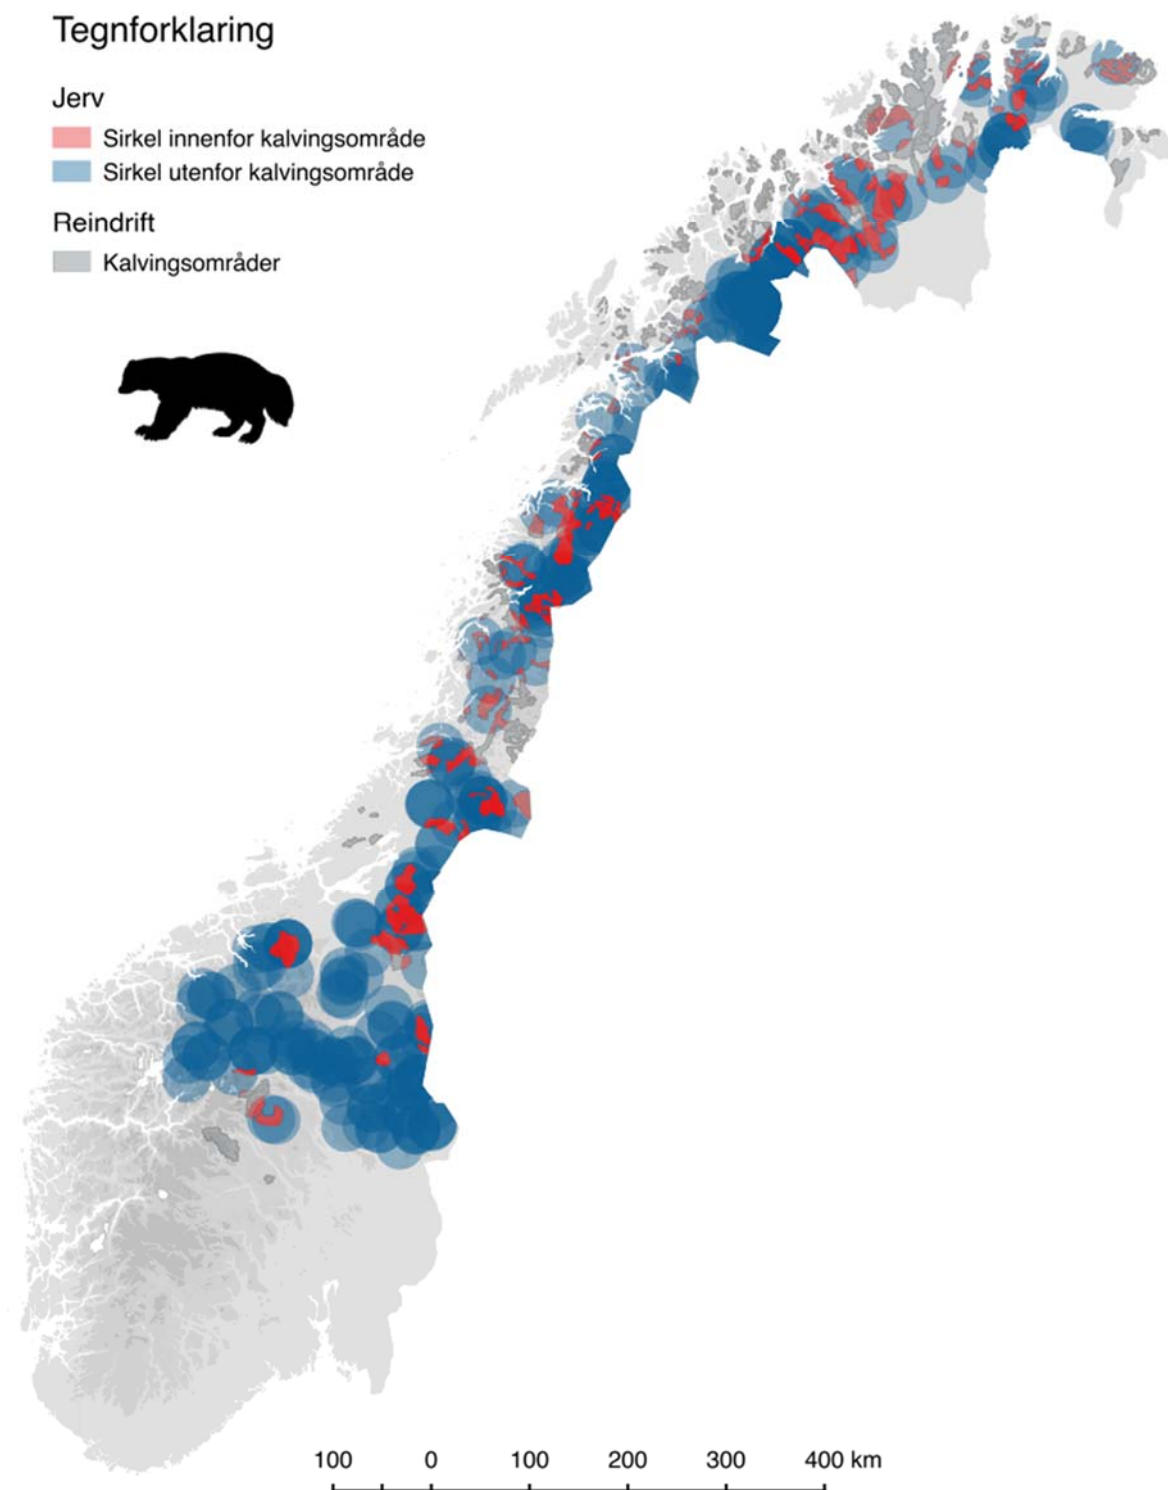 Tegnforklaring
Jerv
Sirkel innenfor kalvingsområde
Sirkel utenfor kalvingsområde
Reindrift
Kalvingsområder
100 0 100 200 300 400 km